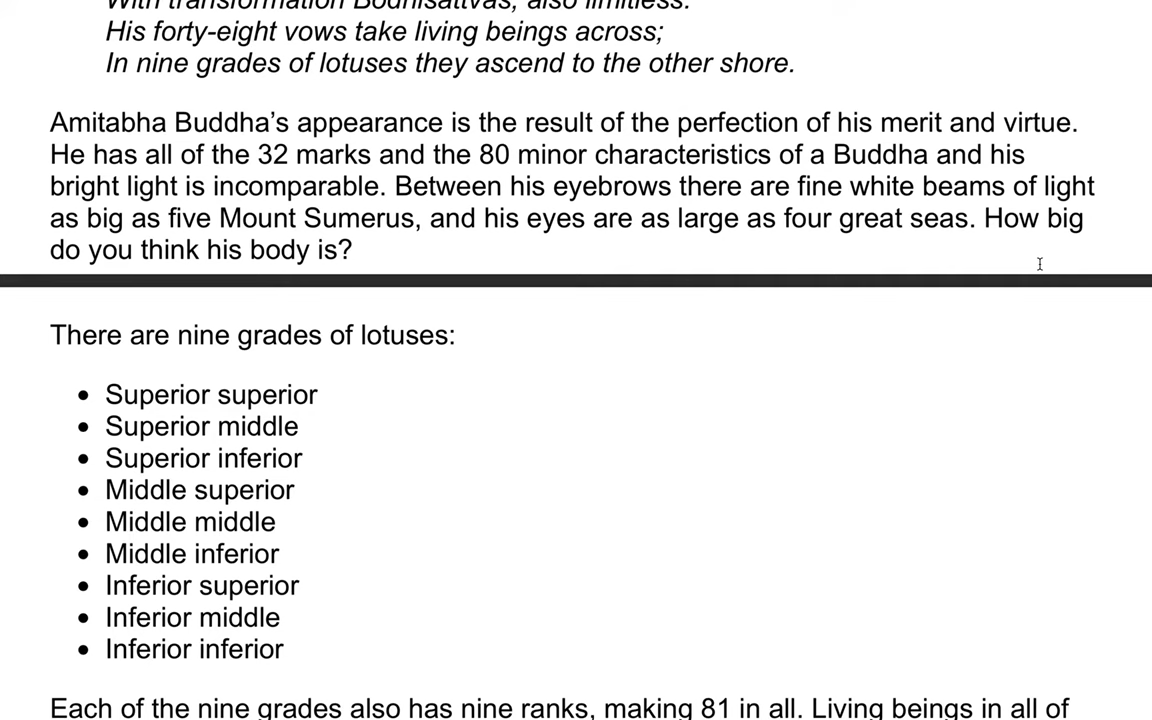 With transformation Bodhisattvas, also limitless.
His forty-eight vows take living beings across;
In nine grades of lotuses they ascend to the other shore.
Amitabha Buddha’s appearance is the result of the perfection of his merit and virtue.
He has all of the 32 marks and the 80 minor characteristics of a Buddha and his
bright light is incomparable. Between his eyebrows there are fine white beams of light
as big as five Mount Sumerus, and his eyes are as large as four great seas. How big
do you think his body is?
There are nine grades of lotuses:
• Superior superior
• Superior middle
• Superior inferior
• Middle superior
• Middle middle
• Middle inferior
• Inferior superior
• Inferior middle
• Inferior inferior
Each of the nine grades also has nine ranks, making 81 in all. Living beings in all of